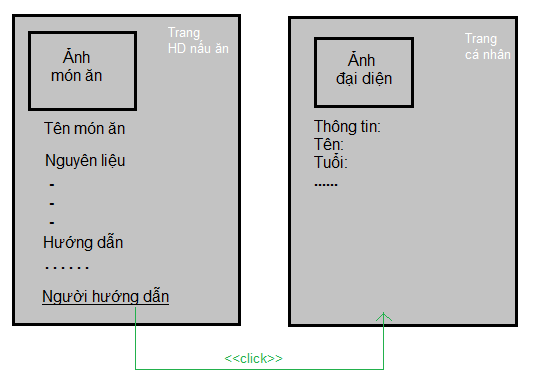 Trang
HD nấu ăn
Ảnh
món ăn
Tên món ăn
Nguyên liệu
-
-
-
Hướng dẫn
......
Người hướng dẫn
Trang
cá nhân
Ảnh
đại diện
Thông tin:
Tên:
Tuổi:
......
<<click>>